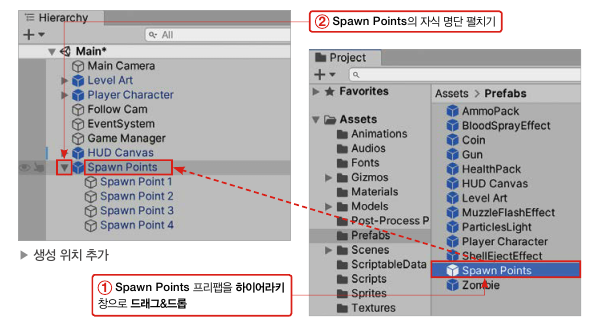 Hierarchy
All
Main*
Main Camera
Level Art
Player Character
Follow Cam
EventSystem
Game Manager
HUD Canvas
Spawn Points
Spawn Point 1
Spawn Point 2
Spawn Point 3
Spawn Point 4
▶ 생성 위치 추가
② Spawn Points의 자식 명단 펼치기
Project
Favorites
Assets
Animations
Audios
Fonts
Gizmos
Materials
Models
Post-Process P
Prefabs
Scenes
ScriptableData
Scripts
Sprites
Textures
Assets > Prefabs
AmmoPack
BloodSprayEffect
Coin
Gun
HealthPack
HUD Canvas
Level Art
MuzzleFlashEffect
ParticlesLight
Player Character
ShellEjectEffect
Spawn Points
Zombie
① Spawn Points 프리팹을 하이어라키
창으로 드래그&드롭